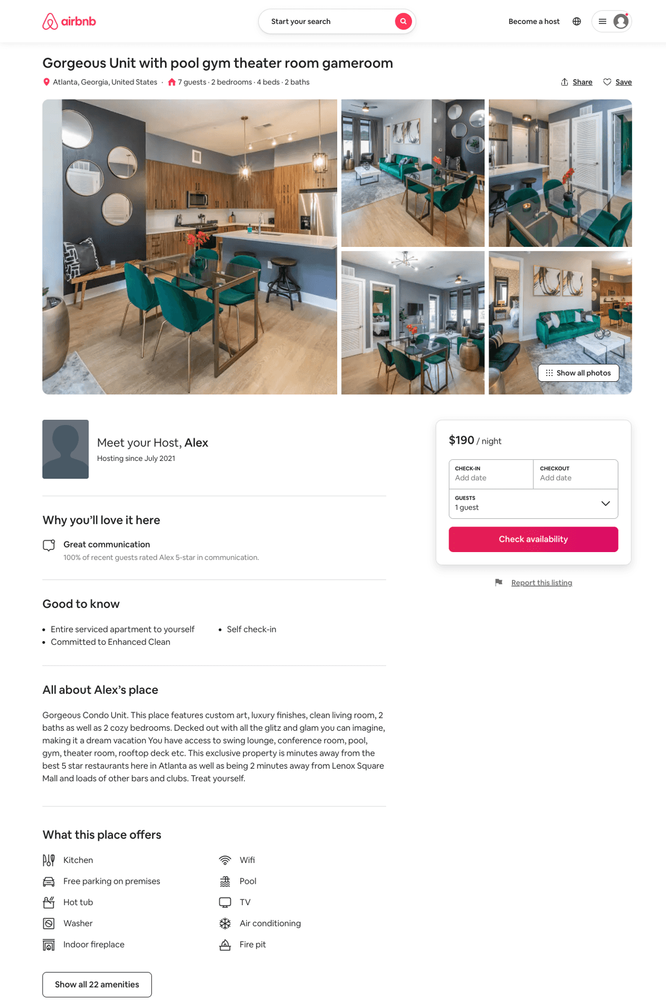 airbnb
Start your search
Become a host
Gorgeous Unit with pool gym theater room gameroom
Atlanta, Georgia, United States · 7 guests · 2 bedrooms · 4 beds · 2 baths
Share
Save
Show all photos
Meet your Host, Alex
Hosting since July 2021
$190 / night
CHECK-IN
Add date
CHECKOUT
Add date
GUESTS
1 guest
Check availability
Report this listing
Why you’ll love it here
Great communication
100% of recent guests rated Alex 5-star in communication.
Good to know
• Entire serviced apartment to yourself
• Self check-in
• Committed to Enhanced Clean
All about Alex’s place
Gorgeous Condo Unit. This place features custom art, luxury finishes, clean living room, 2
baths as well as 2 cozy bedrooms. Decked out with all the glitz and glam you can imagine,
making it a dream vacation You have access to swing lounge, conference room, pool,
gym, theater room, rooftop deck etc. This exclusive property is minutes away from the
best 5 star restaurants here in Atlanta as well as being 2 minutes away from Lenox Square
Mall and loads of other bars and clubs. Treat yourself.
What this place offers
Kitchen
Wifi
Free parking on premises
Pool
Hot tub
TV
Washer
Air conditioning
Indoor fireplace
Fire pit
Show all 22 amenities